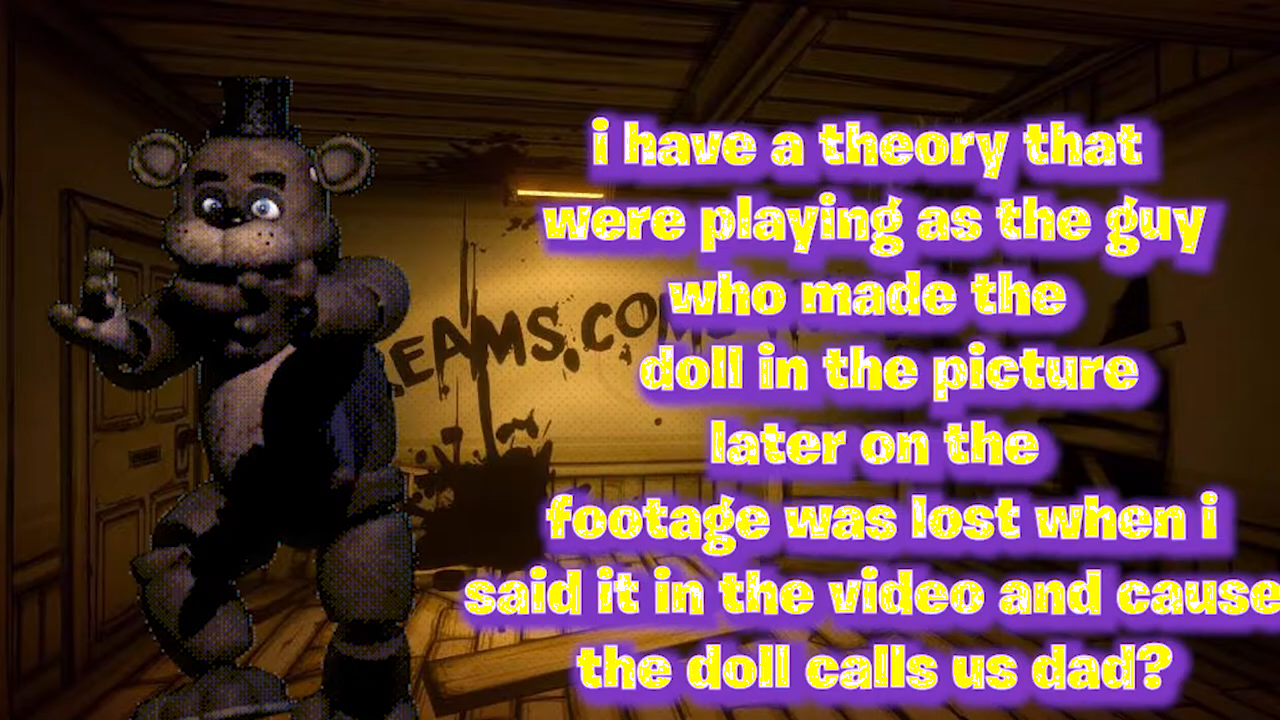 i have a theory that
were playing as the guy
who made the
doll in the picture
later on the
footage was lost when i
said it in the video and cause
the doll calls us dad?